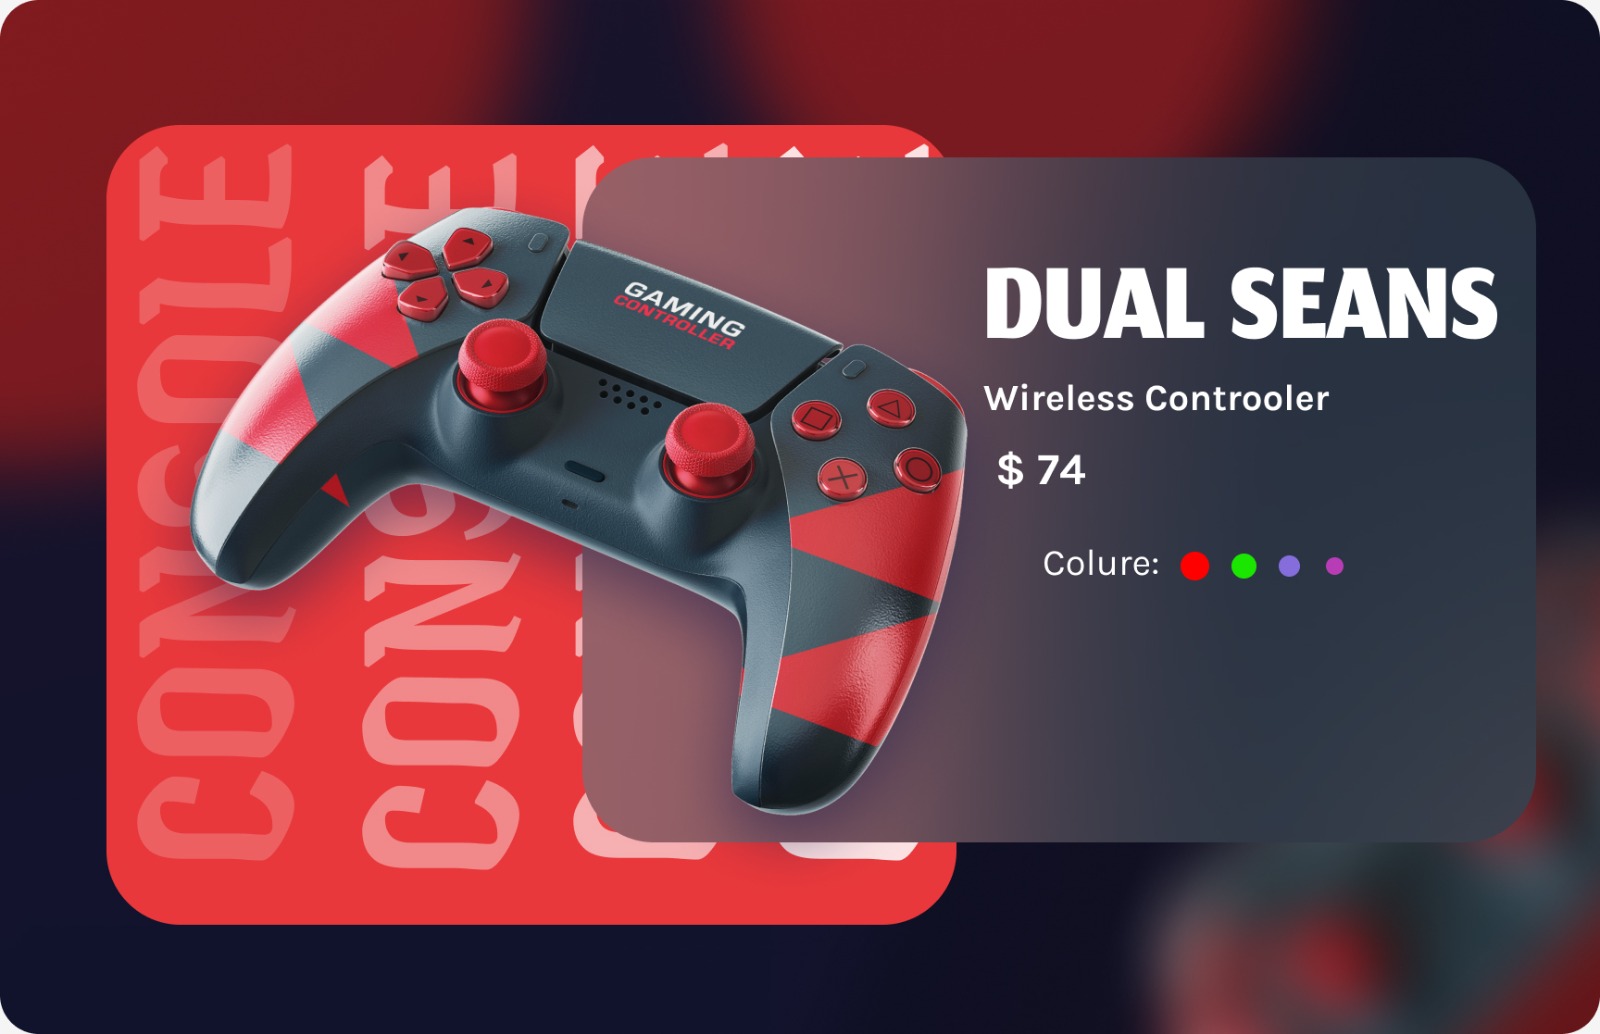 CONSOLE
CONSOLE
GAMING
CONTROLLER
DUAL SEANS
Wireless Controoler
$ 74
Colure: